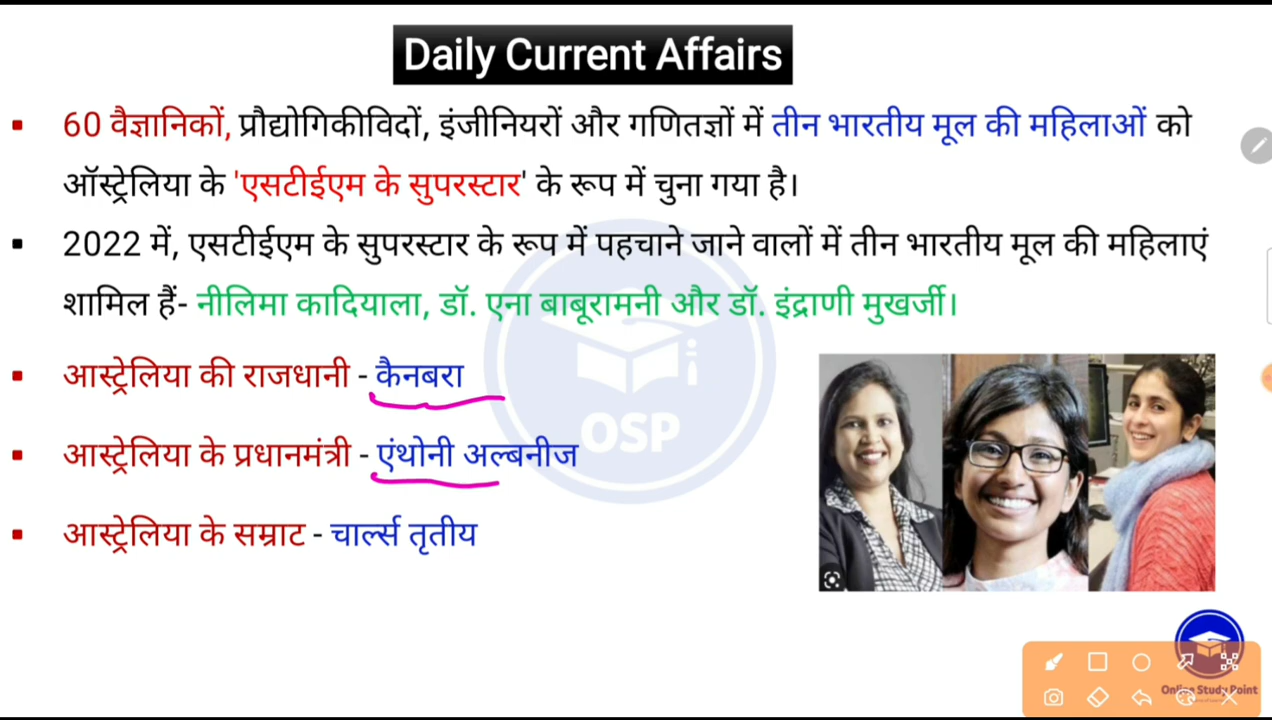 Daily Current Affairs
60 वैज्ञानिकों, प्रौद्योगिकीविदों, इंजीनियरों और गणितज्ञों में तीन भारतीय मूल की महिलाओं को
ऑस्ट्रेलिया के 'एसटीईएम के सुपरस्टार' के रूप में चुना गया है।
2022 में, एसटीईएम के सुपरस्टार के रूप में पहचाने जाने वालों में तीन भारतीय मूल की महिलाएं
शामिल हैं- नीलिमा कादियाला, डॉ. एना बाबूरामनी और डॉ. इंद्राणी मुखर्जी।
आस्ट्रेलिया की राजधानी - कैनबरा
OSP
आस्ट्रेलिया के प्रधानमंत्री - एंथोनी अल्बनीज
आस्ट्रेलिया के सम्राट - चार्ल्स तृतीय
Online Study Point